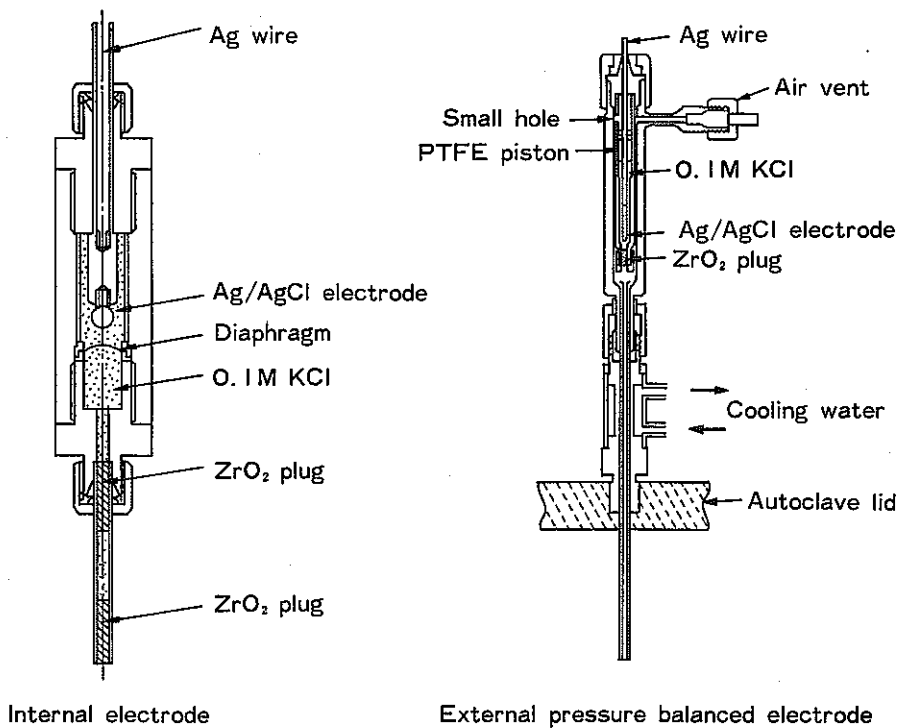 Ag wire
Ag/AgCl electrode
Diaphragm
0.1M KCl
ZrO₂ plug
ZrO₂ plug
Internal electrode
Ag wire
Air vent
Small hole
PTFE piston
0.1M KCl
Ag/AgCl electrode
ZrO₂ plug
Cooling water
Autoclave lid
External pressure balanced electrode